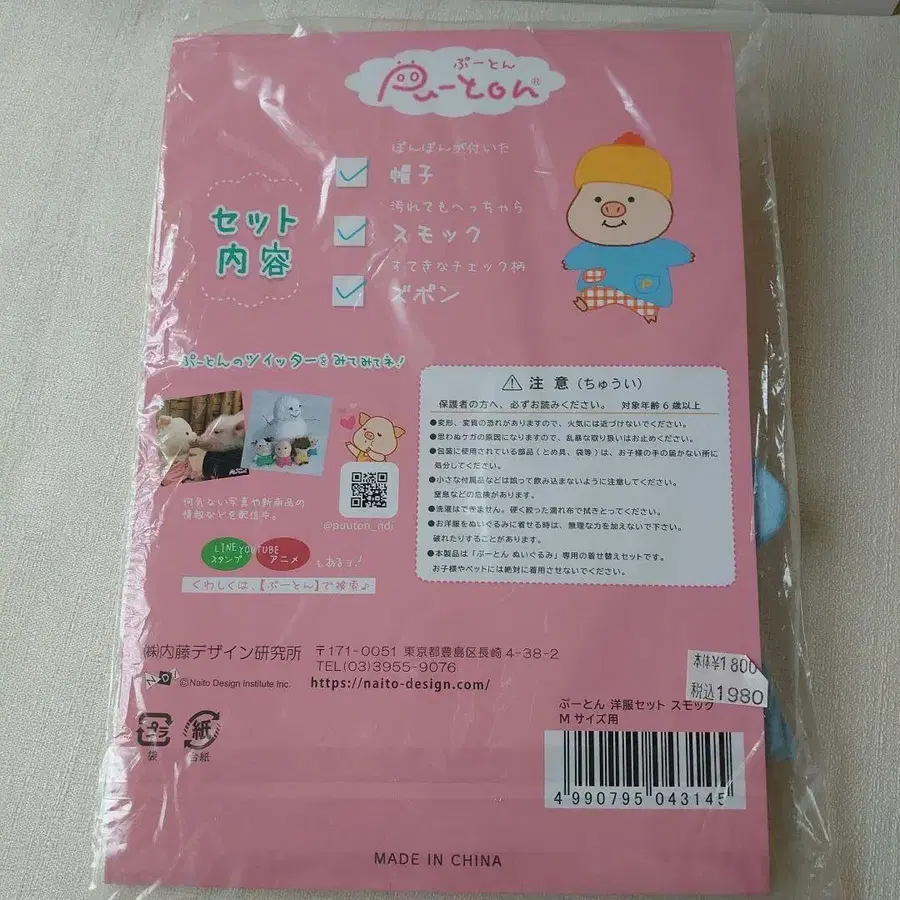 ぷーとん
Puーとん®
セット
内容
ぽんぽんが付いた
帽子
汚れてもへっちゃら
スモック
すてきなチェック柄
ズボン
P
ぷーとんのツイッターをみてみてネ!
何気ない写真や新商品の
情報などを配信中。
@puuton_ndi
LINE
スタンプ
YOUTUBE
アニメ
もあるヨ!
くわしくは、【ぷーとん】で検索♪
⚠ 注意(ちゅうい)
保護者の方へ、必ずお読みください。 対象年齢6歳以上
●変形、変質の恐れがありますので、火気には近づけないでください。
●思わぬケガの原因になりますので、乱暴な取り扱いはお止めください。
●包装に使用されている部品(とめ具、袋等)は、お子様の手の届かない所に
処分してください。
●小さな付属品などは誤って飲み込まないように注意してください。
窒息などの危険があります。
●洗濯はできません。硬く絞った濡れ布で拭きとってください。
●お洋服をぬいぐるみに着せる時は、無理な力を加えないで下さい。
破れたりすることがあります。
●本製品は「ぷーとん ぬいぐるみ」専用の着せ替えセットです。
お子様やペットには絶対に着用させないでください。
㈱内藤デザイン研究所 〒171-0051 東京都豊島区長崎4-38-2
TEL(03)3955-9076
©Naito Design Institute Inc. https://naito-design.com/
本体¥1800
税込1980
ぷーとん 洋服セット スモック
Mサイズ用
プラ
袋
紙
台紙
4 990795 043145
MADE IN CHINA